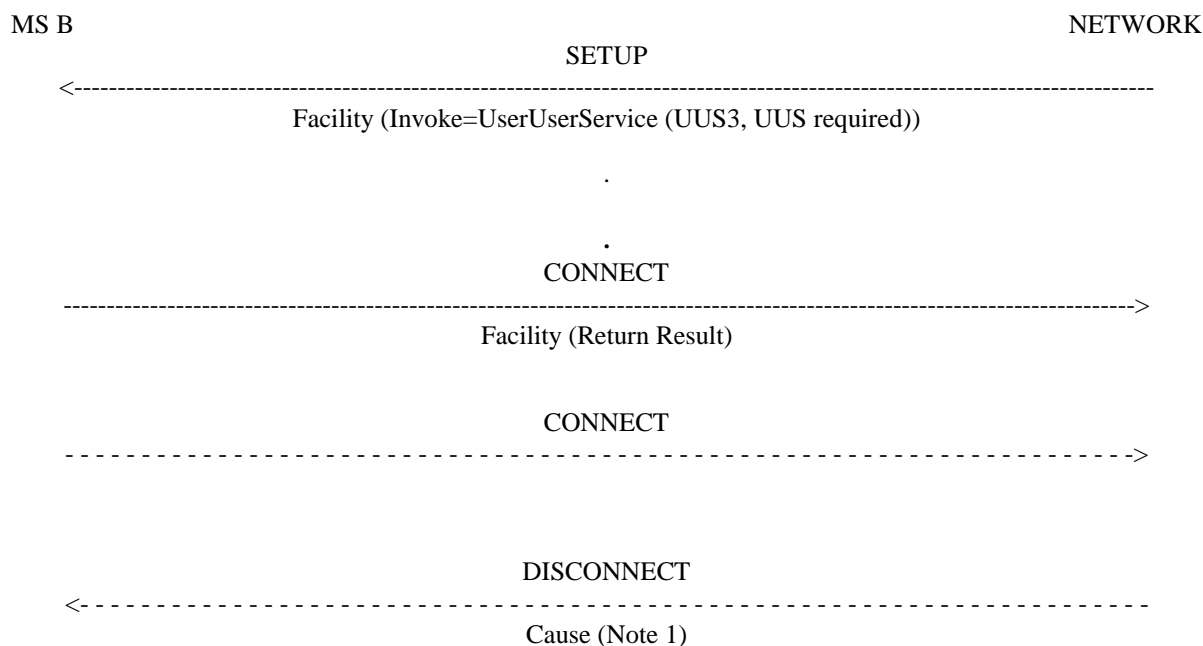 MS B NETWORK
SETUP
<------------------------------------------------------------------------------------------------------------------------------
Facility (Invoke=UserUserService (UUS3, UUS required))
.
.
CONNECT
----------------------------------------------------------------------------------------------------------------------------->
Facility (Return Result)
CONNECT
- - - - - - - - - - - - - - - - - - - - - - - - - - - - - - - - - - - - - - - - - - - - - - - - - - - - - - - - - - - - - - - - - - - - - ->
DISCONNECT
<- - - - - - - - - - - - - - - - - - - - - - - - - - - - - - - - - - - - - - - - - - - - - - - - - - - - - - - - - - - - - - - - - - - - - -
Cause (Note 1)